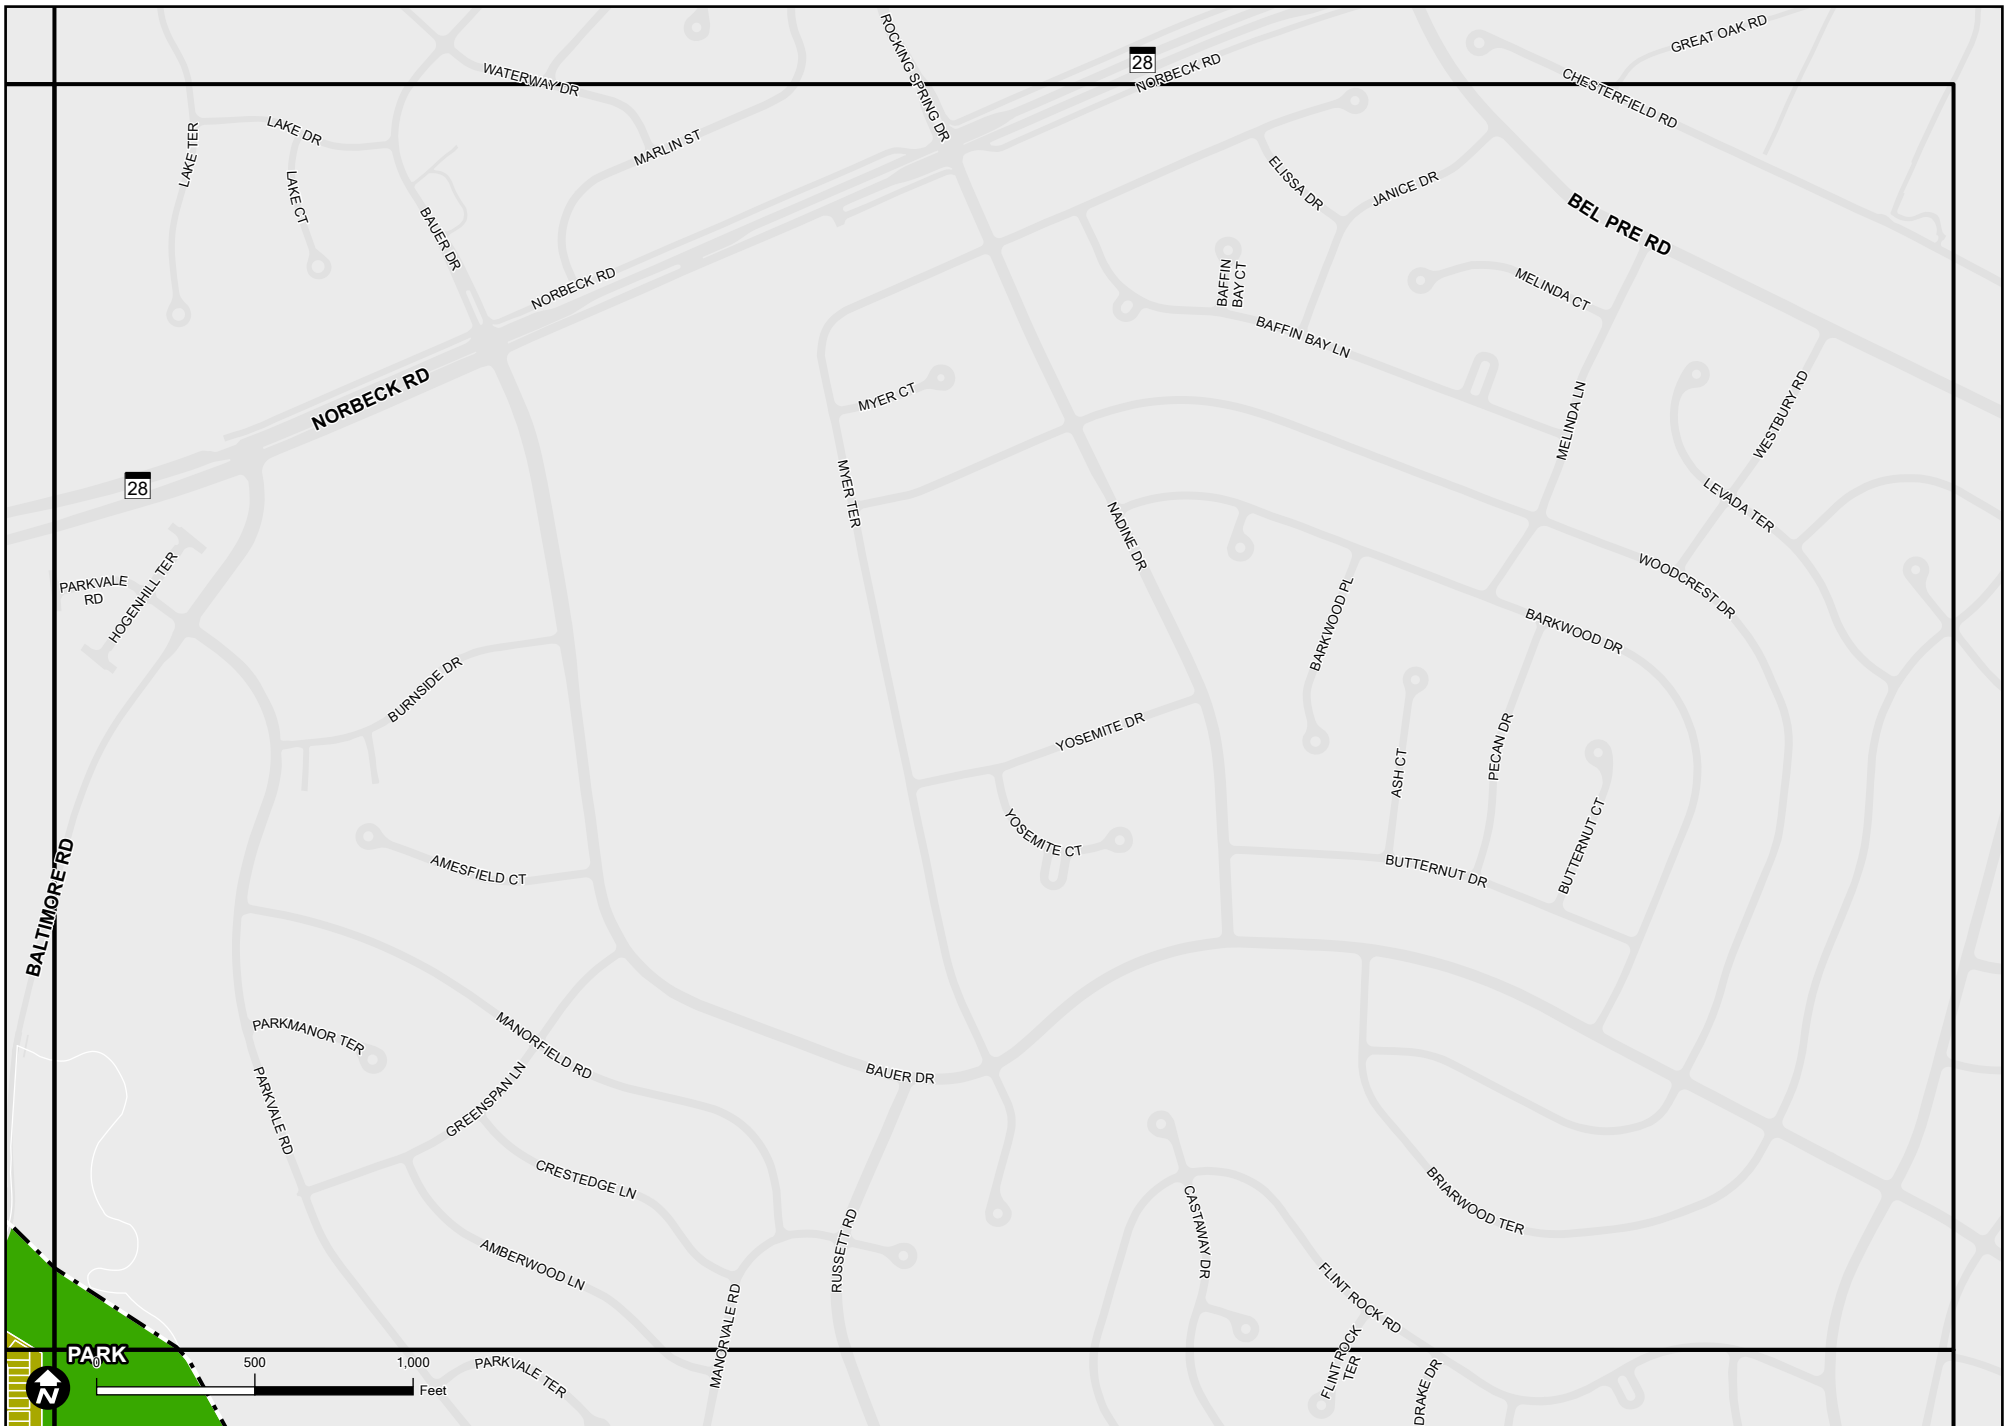 GREAT OAK RD
ROCKING SPRING DR
28
NORBECK RD
WATERWAY DR
CHESTERFIELD RD
LAKE DR
LAKE TER
MARLIN ST
LAKE CT
BAUER DR
ELISSA DR
JANICE DR
BEL PRE RD
NORBECK RD
BAFFIN
BAY CT
MELINDA CT
BAFFIN BAY LN
NORBECK RD
MYER CT
MELINDA LN
WESTBURY RD
28
MYER TER
NADINE DR
LEVADA TER
PARKVALE
RD
HOGENHILL TER
WOODCREST DR
BARKWOOD PL
BARKWOOD DR
BURNSIDE DR
YOSEMITE DR
PECAN DR
ASH CT
BUTTERNUT CT
YOSEMITE CT
BALTIMORE RD
AMESFIELD CT
BUTTERNUT DR
PARKMANOR TER
MANORFIELD RD
BAUER DR
GREENSPAN LN
PARKVALE RD
CRESTEDGE LN
BRIARWOOD TER
CASTAWAY DR
RUSSETT RD
AMBERWOOD LN
FLINT ROCK RD
MANORVALE RD
FLINT ROCK
TER
PARK
0
500
1,000
Feet
N
PARKVALE TER
DRAKE DR